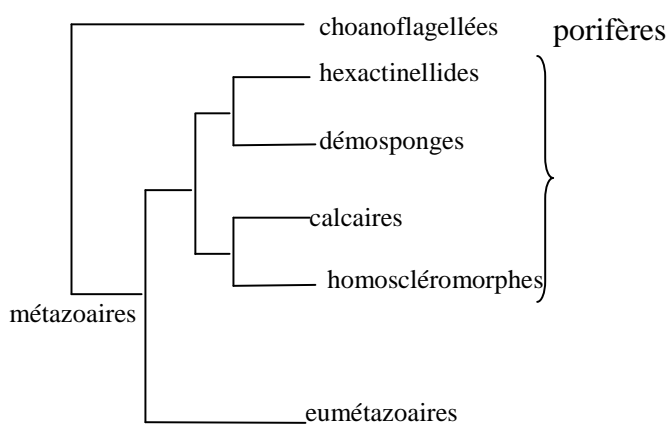 choanoflagellées
porifères
hexactinellides
démosponges
calcaires
homoscléromorphes
métazoaires
eumétazoaires